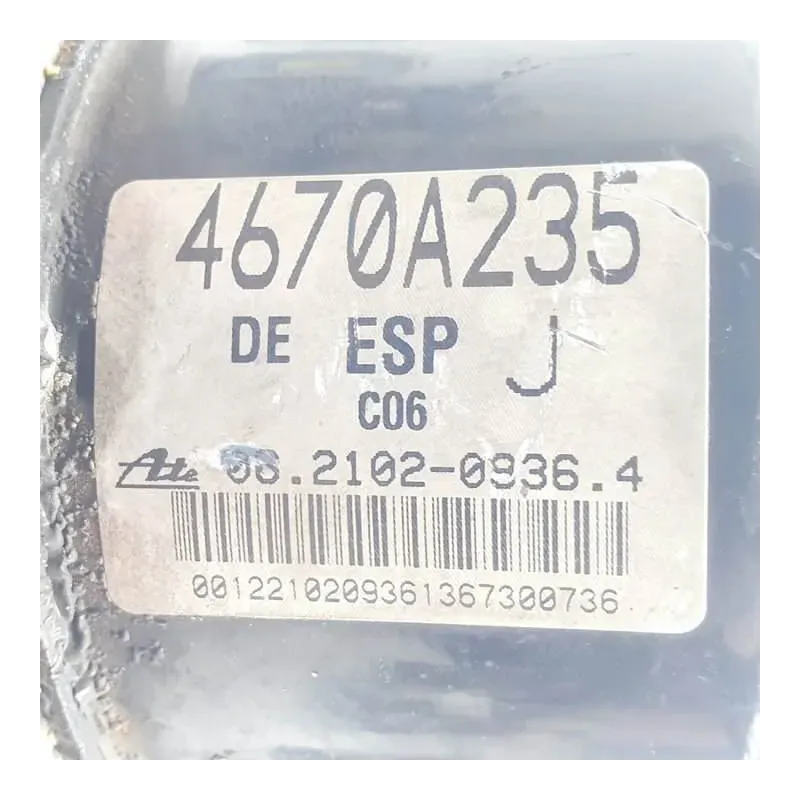 4670A235
DE ESP J
C06
Ate 06.2102-0936.4
0012210209361367300736